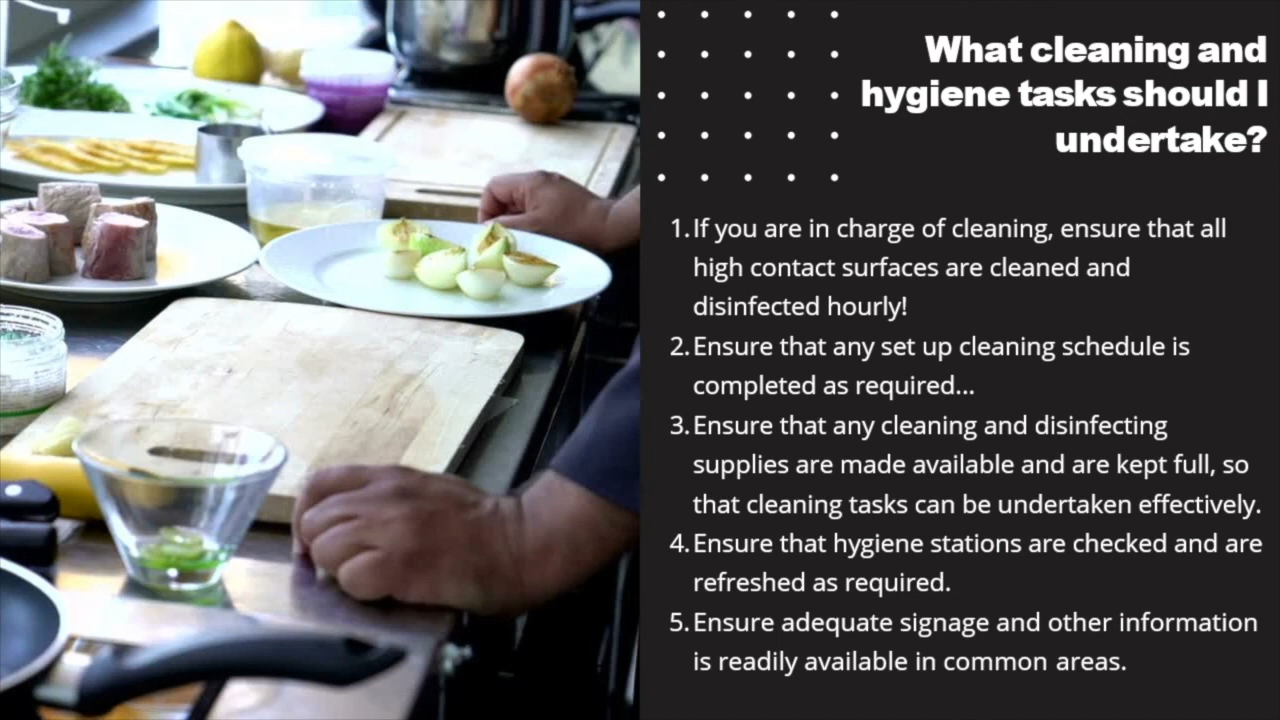 What cleaning and
hygiene tasks should I
undertake?
1. If you are in charge of cleaning, ensure that all
high contact surfaces are cleaned and
disinfected hourly!
2. Ensure that any set up cleaning schedule is
completed as required...
3. Ensure that any cleaning and disinfecting
supplies are made available and are kept full, so
that cleaning tasks can be undertaken effectively.
4. Ensure that hygiene stations are checked and are
refreshed as required.
5. Ensure adequate signage and other information
is readily available in common areas.